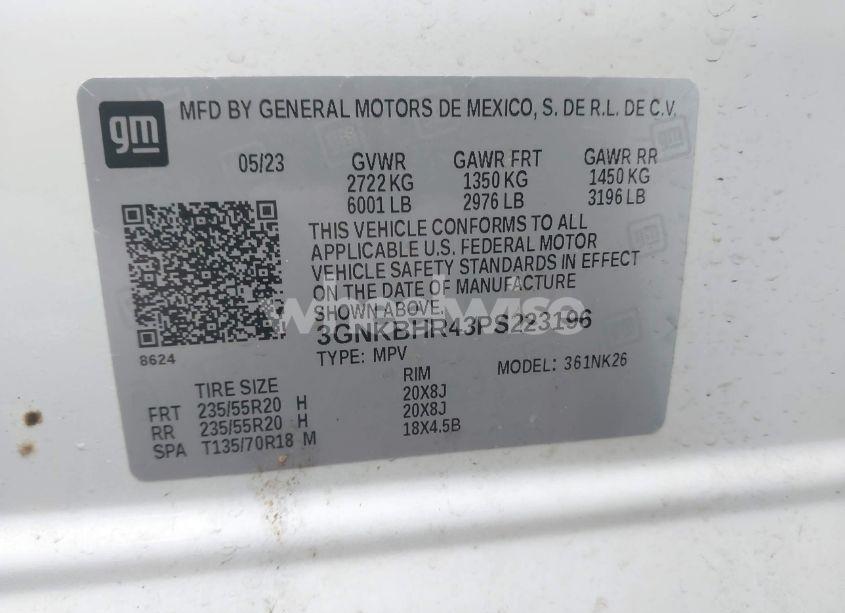 gm
MFD BY GENERAL MOTORS DE MEXICO, S. DE R.L. DE C.V.
05/23 GVWR GAWR FRT GAWR RR
2722 KG 1350 KG 1450 KG
6001 LB 2976 LB 3196 LB
THIS VEHICLE CONFORMS TO ALL
APPLICABLE U.S. FEDERAL MOTOR
VEHICLE SAFETY STANDARDS IN EFFECT
ON THE DATE OF MANUFACTURE
SHOWN ABOVE.
3GNKBHR43PS223196
8624
TYPE: MPV MODEL: 361NK26
TIRE SIZE RIM
FRT 235/55R20 H 20X8J
RR 235/55R20 H 20X8J
SPA T135/70R18 M 18X4.5B